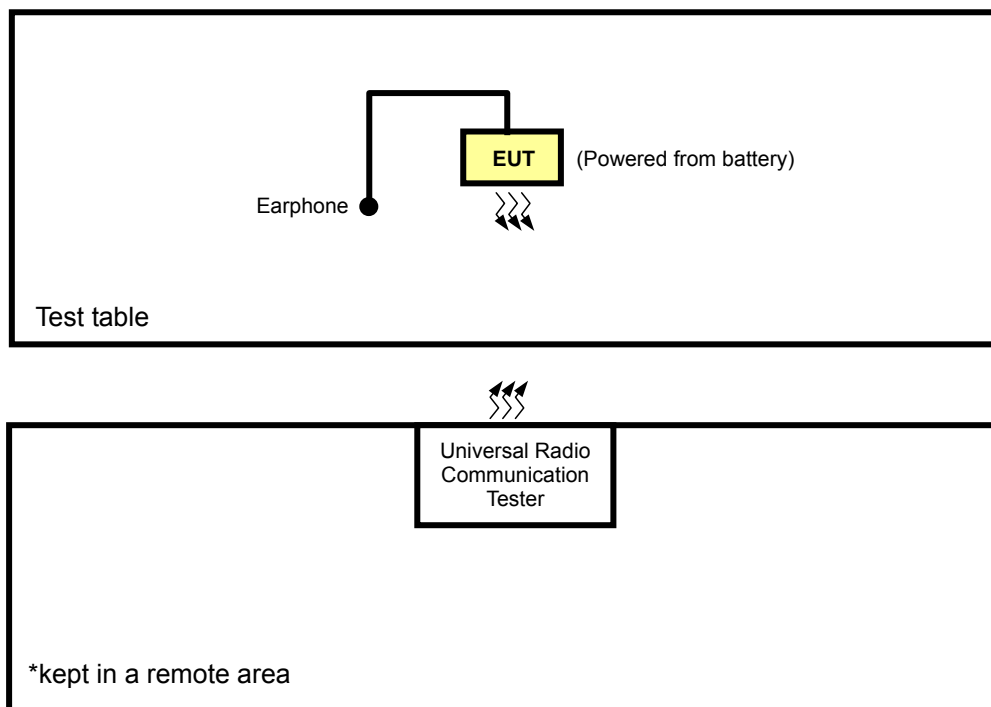 EUT
(Powered from battery)
Earphone
Test table
Universal Radio
Communication
Tester
*kept in a remote area